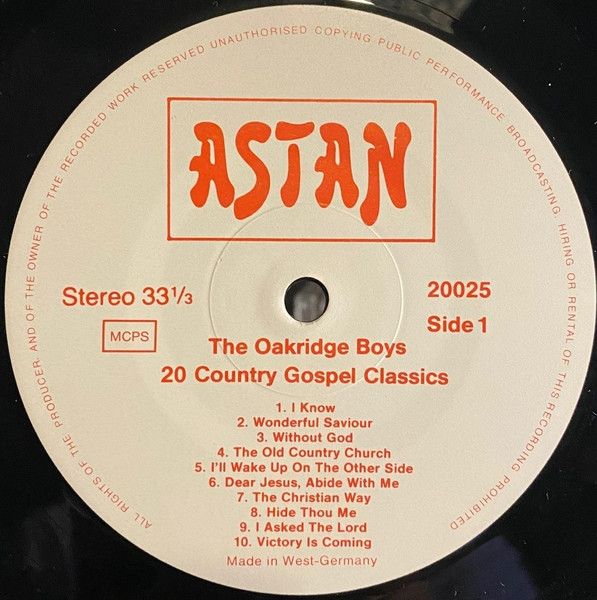 ALL RIGHTS OF THE PRODUCER, AND OF THE OWNER OF THE RECORDED WORK RESERVED UNAUTHORISED COPYING PUBLIC PERFORMANCE BROADCASTING, HIRING OR RENTAL OF THIS RECORDING PROHIBITED
ASTAN
Stereo 33 1/3
20025
MCPS
Side 1
The Oakridge Boys
20 Country Gospel Classics
1. I Know
2. Wonderful Saviour
3. Without God
4. The Old Country Church
5. I'll Wake Up On The Other Side
6. Dear Jesus, Abide With Me
7. The Christian Way
8. Hide Thou Me
9. I Asked The Lord
10. Victory Is Coming
Made in West-Germany